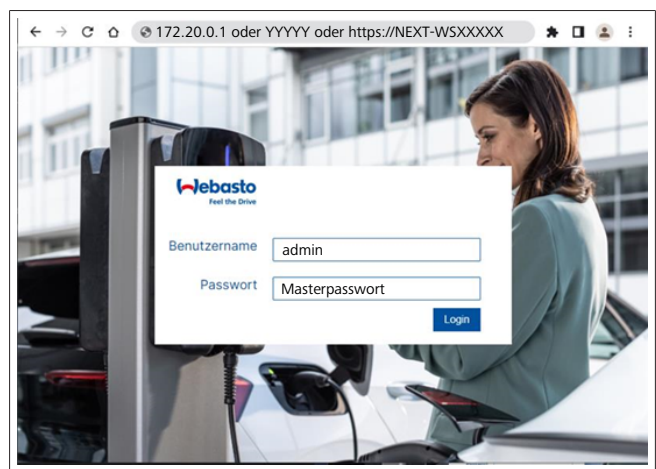 172.20.0.1 oder YYYYY oder https://NEXT-WSXXXXX
Webasto
Feel the Drive
Benutzername
admin
Passwort
Masterpasswort
Login